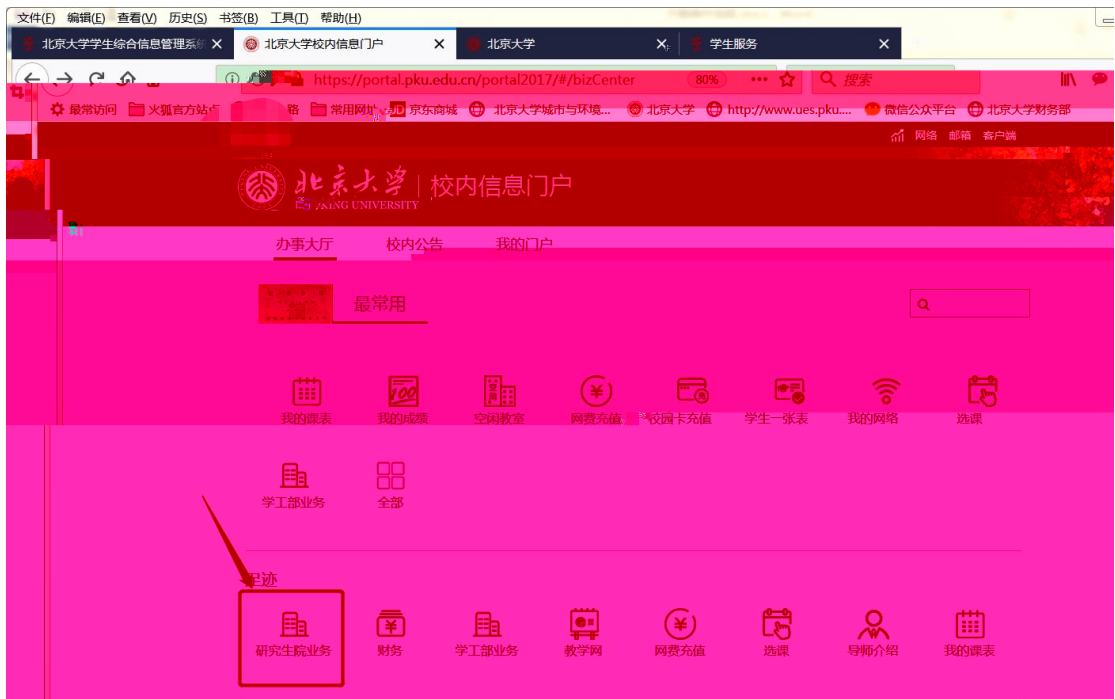 文件(F) 编辑(E) 查看(V) 历史(S) 书签(B) 工具(T) 帮助(H)
北京大学学生综合信息管理系统 北京大学校内信息门户 北京大学 学生服务
https://portal.pku.edu.cn/portal2017/#/bizCenter 80% 搜索
最常访问 火狐官方站点 常用网址 JD 京东商城 北京大学城市与环境... 北京大学 http://www.ues.pku.... 微信公众平台 北京大学财务部
网络 邮箱 客户端
北京大学 校内信息门户
UNIVERSITY
办事大厅 校内公告 我的门户
最常用
我的课表 我的成绩 空闲教室 网费充值 校园卡充值 学生一张表 我的网络 选课
学工部业务 全部
足迹
研究生院业务 财务 学工部业务 教学网 网费充值 选课 导师介绍 我的课表